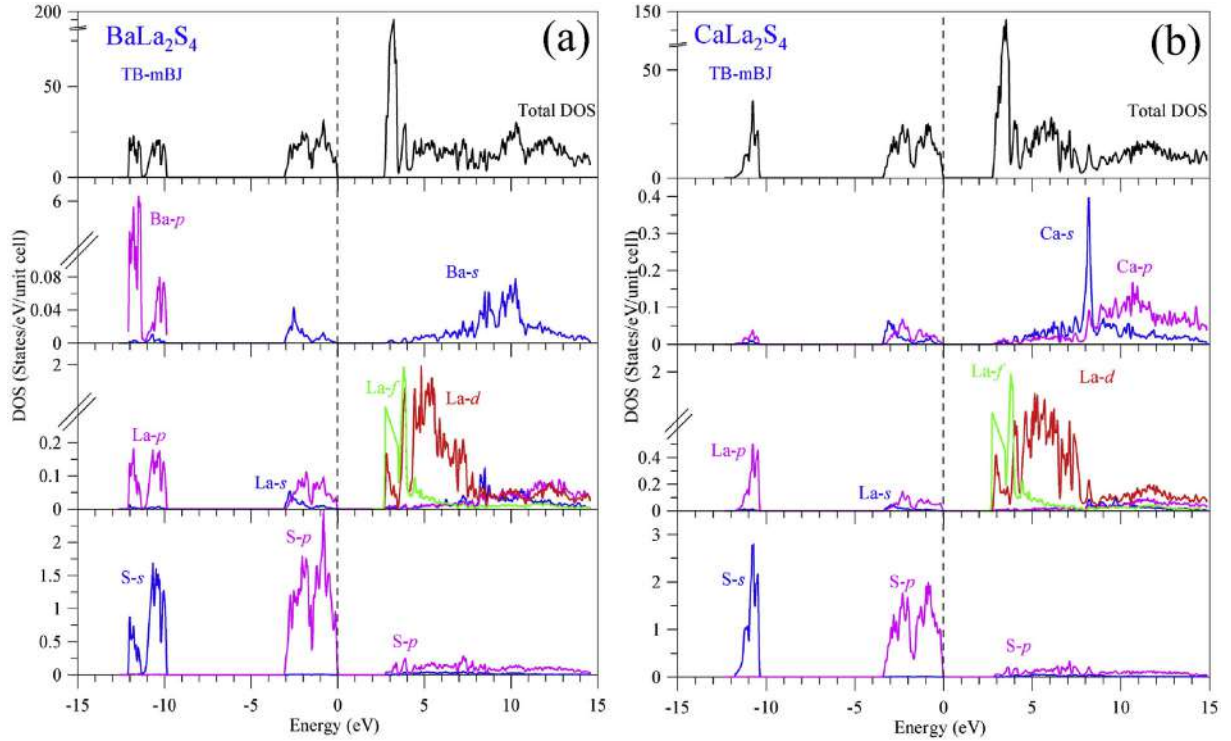 200
(a)
BaLa₂S₄
TB-mBJ
50
Total DOS
0
6
Ba-p
0.08
Ba-s
0.04
0
2
La-f
La-d
La-p
0.2
La-s
0.1
0
2
S-p
1.5
S-s
1
0.5
S-p
0
-15 -10 -5 0 5 10 15
Energy (eV)
DOS (States/eV/unit cell)
150
(b)
CaLa₂S₄
TB-mBJ
50
Total DOS
0
0.4
Ca-s
0.3
Ca-p
0.2
0.1
0
2
La-f
La-d
La-p
0.4
La-s
0.2
0
3
S-s
S-p
2
1
S-p
0
-15 -10 -5 0 5 10 15
Energy (eV)
DOS (States/eV/unit cell)